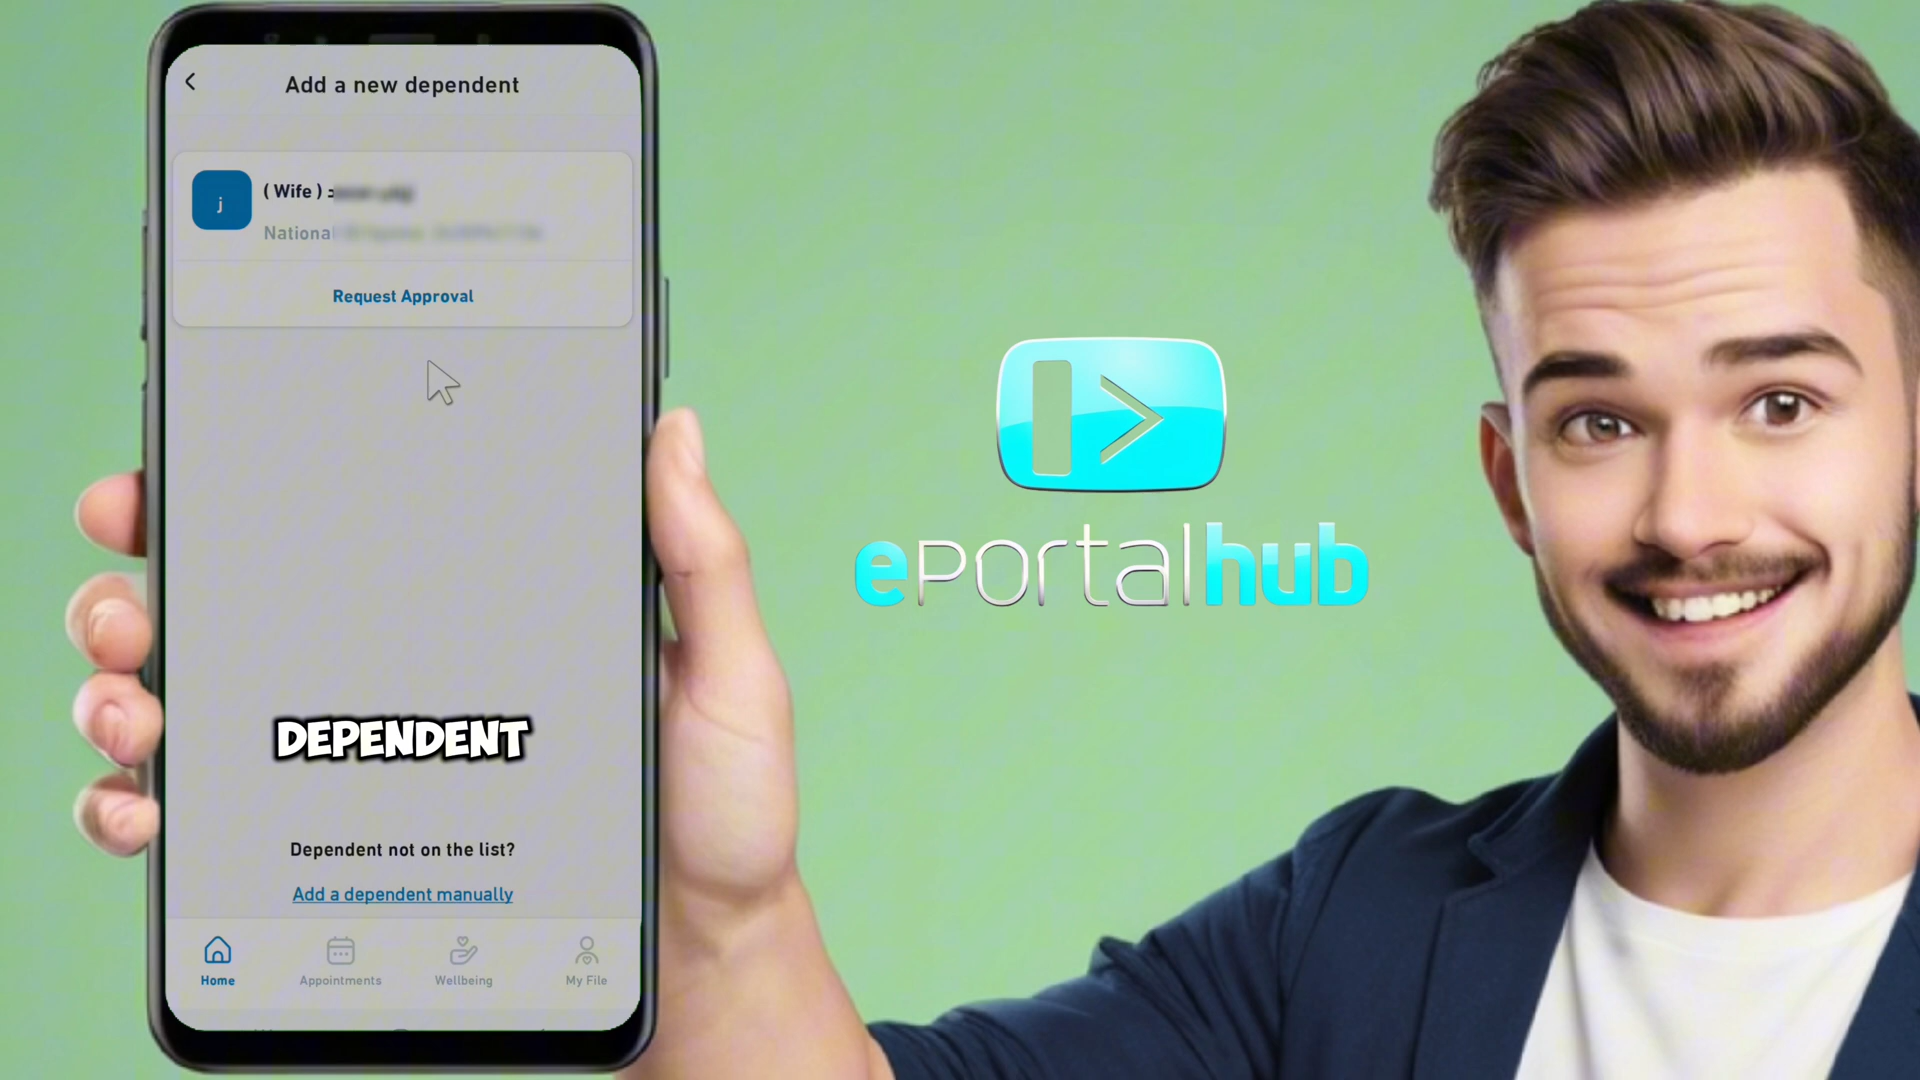 Add a new dependent
j
( Wife )
Request Approval
DEPENDENT
Dependent not on the list?
Add a dependent manually
Home
Appointments
Wellbeing
My File
ePortalhub